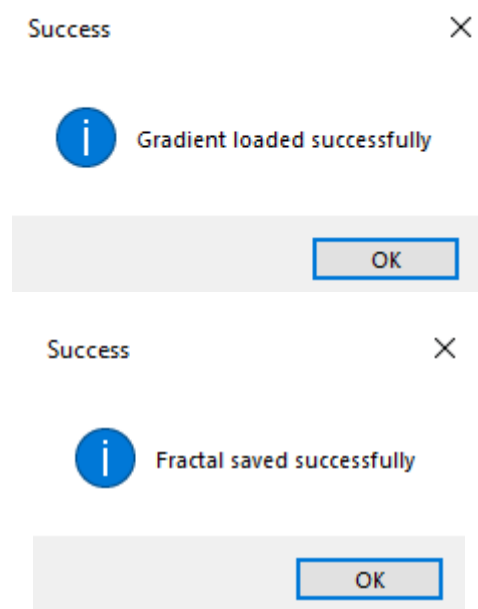 Success
Gradient loaded successfully
OK
Success
Fractal saved successfully
OK